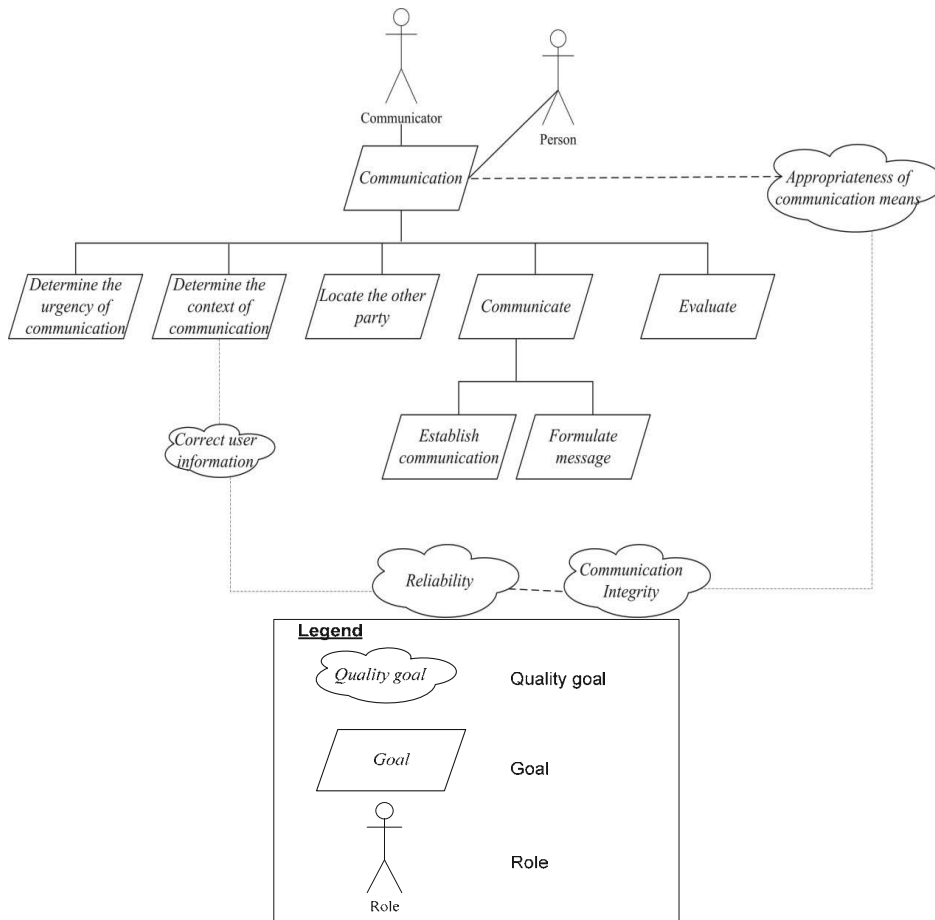 Communicator
Person
Communication
Appropriateness of
communication means
Determine the
urgency of
communication
Determine the
context of
communication
Locate the other
party
Communicate
Evaluate
Establish
communication
Formulate
message
Correct user
information
Reliability
Communication
Integrity
Legend
Quality goal
Quality goal
Goal
Goal
Role
Role